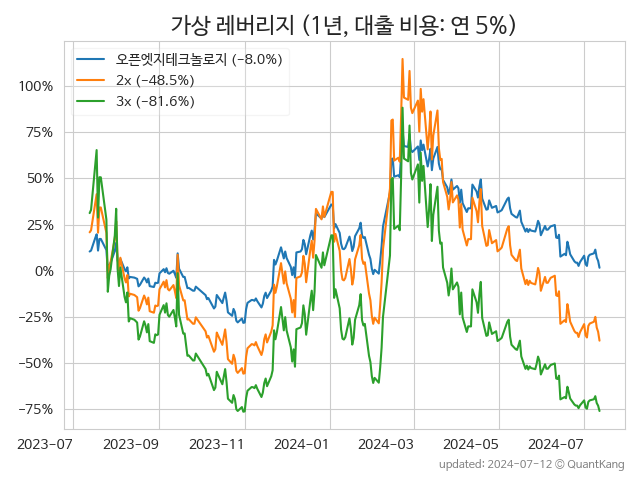 가상 레버리지 (1년, 대출 비용: 연 5%)
오픈엣지테크놀로지 (−8.0%)
2x (−48.5%)
3x (−81.6%)
100%
75%
50%
25%
0%
−25%
−50%
−75%
2023-07 2023-09 2023-11 2024-01 2024-03 2024-05 2024-07
updated: 2024-07-12 © QuantKang